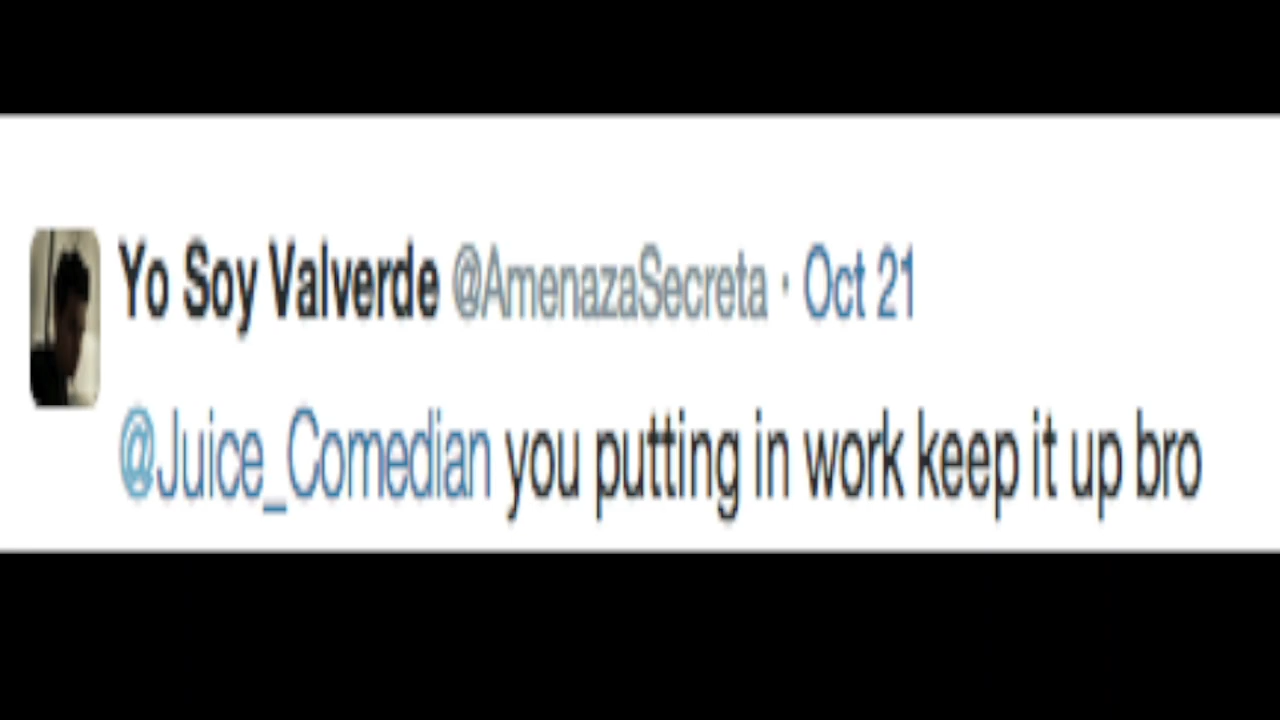 Yo Soy Valverde @AmenazaSecreta · Oct 21
@Juice_Comedian you putting in work keep it up bro